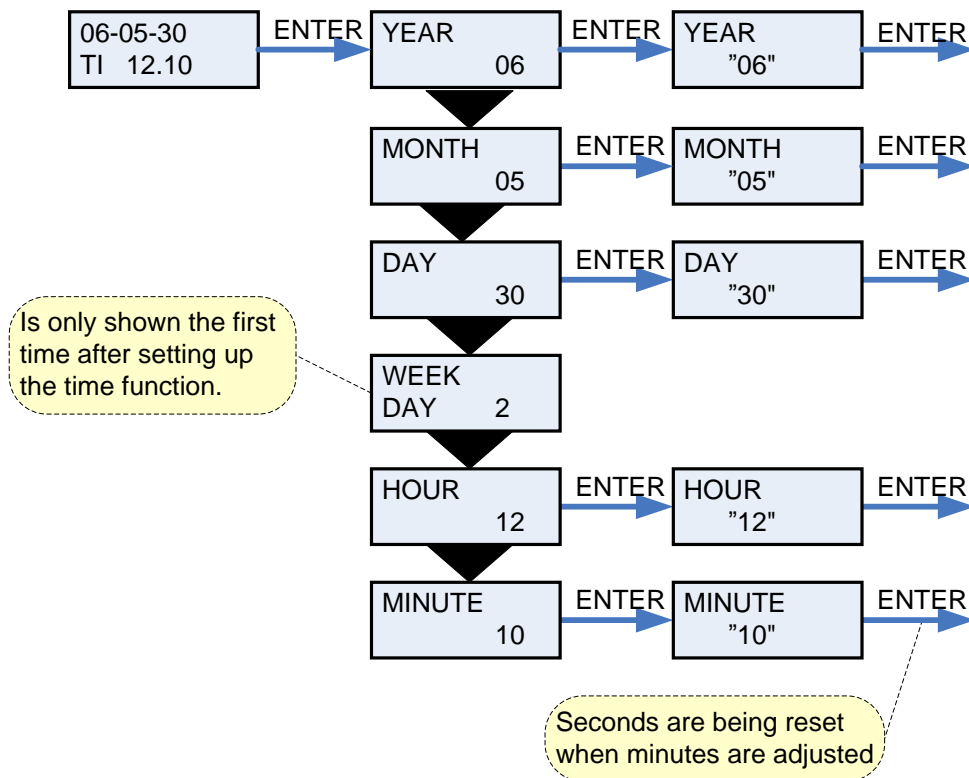 06-05-30
TI 12.10
ENTER
YEAR
06
ENTER
YEAR
”06"
ENTER
MONTH
05
ENTER
MONTH
”05"
ENTER
DAY
30
ENTER
DAY
”30"
ENTER
Is only shown the first
time after setting up
the time function.
WEEK
DAY 2
HOUR
12
ENTER
HOUR
”12"
ENTER
MINUTE
10
ENTER
MINUTE
”10"
ENTER
Seconds are being reset
when minutes are adjusted